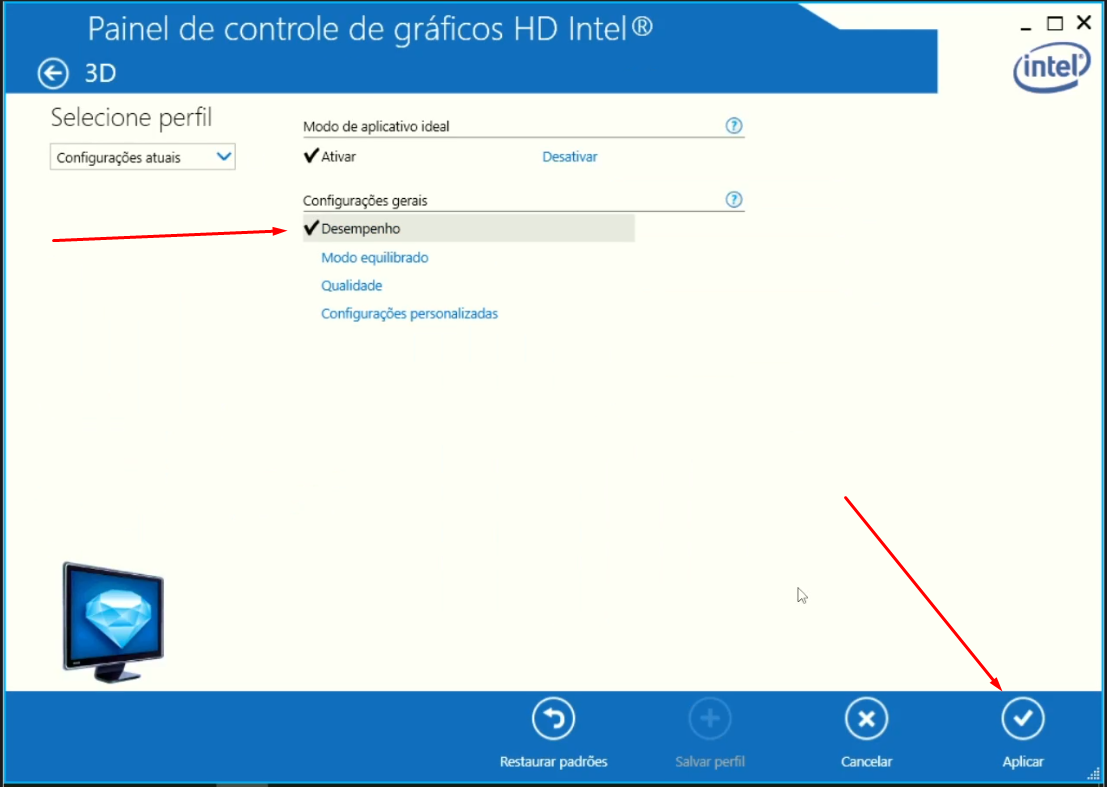 Painel de controle de gráficos HD Intel®
3D
intel®
Selecione perfil
Configurações atuais
Modo de aplicativo ideal
?
Ativar
Desativar
Configurações gerais
?
Desempenho
Modo equilibrado
Qualidade
Configurações personalizadas
Restaurar padrões
Salvar perfil
Cancelar
Aplicar